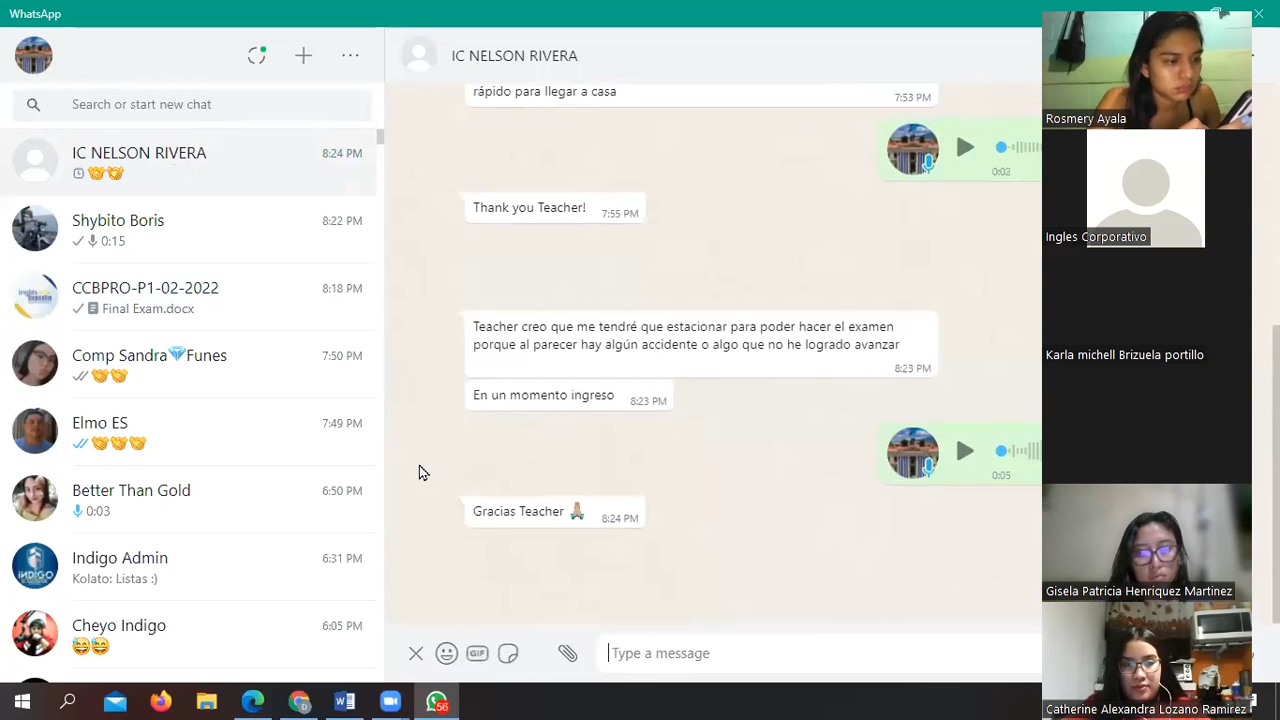 WhatsApp
IC NELSON RIVERA
Search or start new chat
IC NELSON RIVERA
8:24 PM
Shybito Boris
8:22 PM
0:15
CCBPRO-P1-02-2022
8:18 PM
Final Exam.docx
Comp Sandra💎Funes
7:50 PM
Elmo ES
7:49 PM
Better Than Gold
6:50 PM
0:03
Indigo Admin
6:31 PM
Kolato: Listas :)
Cheyo Indigo
6:05 PM
rápido para llegar a casa
7:53 PM
0:02
Thank you Teacher!
7:55 PM
Teacher creo que me tendré que estacionar para poder hacer el examen
porque al parecer hay algún accidente o algo que no he logrado avanzar
8:23 PM
En un momento ingreso
8:23 PM
0:05
Gracias Teacher 🙏🏼
8:24 PM
GIF
Type a message
56
Rosmery Ayala
Ingles Corporativo
Karla michell Brizuela portillo
Gisela Patricia Henriquez Martinez
Catherine Alexandra Lozano Ramirez